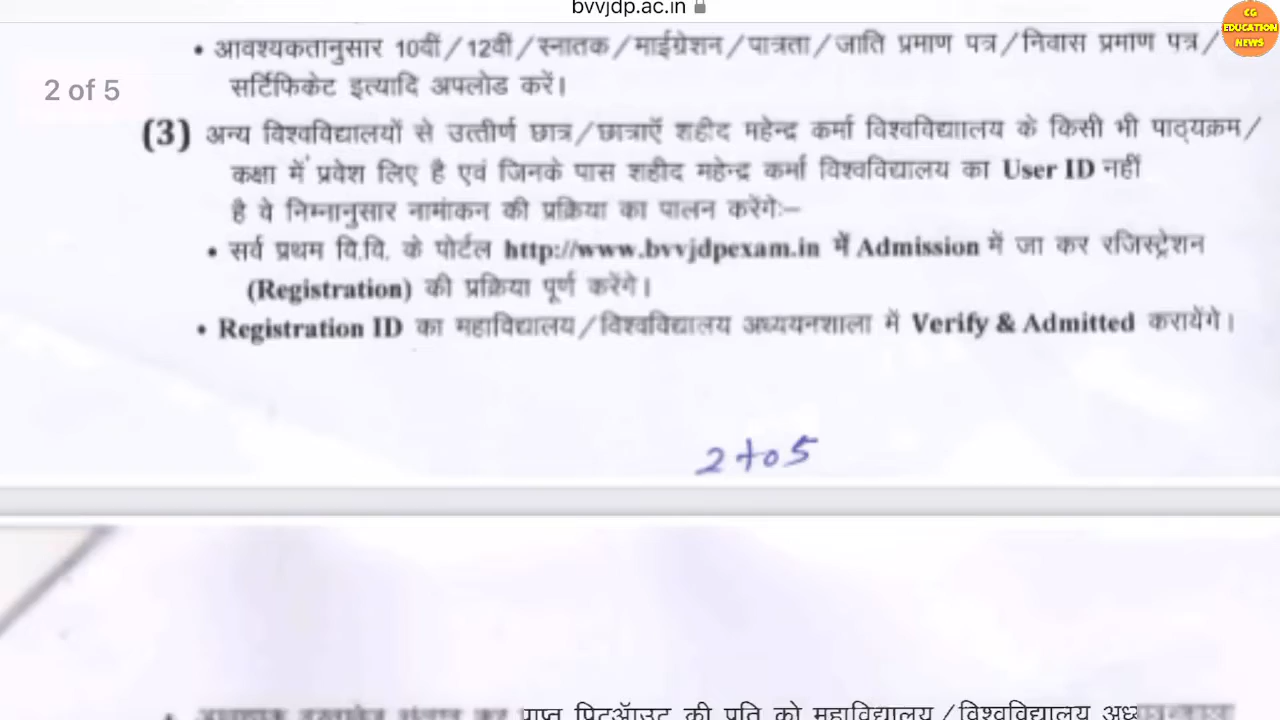 bvvjdp.ac.in
CG
EDUCATION
NEWS
• आवश्यकतानुसार 10वीं/12वी/स्नातक/माईग्रेशन/पात्रता/जाति प्रमाण पत्र/निवास प्रमाण पत्र/
सर्टिफिकेट इत्यादि अपलोड करें।
2 of 5
(3) अन्य विश्वविद्यालयों से उत्तीर्ण छात्र/छात्राऍ शहीद महेन्द्र कर्मा विश्वविद्याालय के किसी भी पाठ्यक्रम/
कक्षा में प्रवेश लिए है एवं जिनके पास शहीद महेन्द्र कर्मा विश्वविद्यालय का User ID नहीं
है वे निम्नानुसार नामांकन की प्रक्रिया का पालन करेंगेः–
• सर्व प्रथम वि.वि. के पोर्टल http://www.bvvjdpexam.in में Admission में जा कर रजिस्ट्रेशन
(Registration) की प्रक्रिया पूर्ण करेंगे।
• Registration ID का महाविद्यालय/विश्वविद्यालय अध्ययनशाला में Verify & Admitted करायेंगे।
2 to 5
• प्राप्त प्रिंटऑउट की प्रति को महाविद्यालय/विश्वविद्यालय